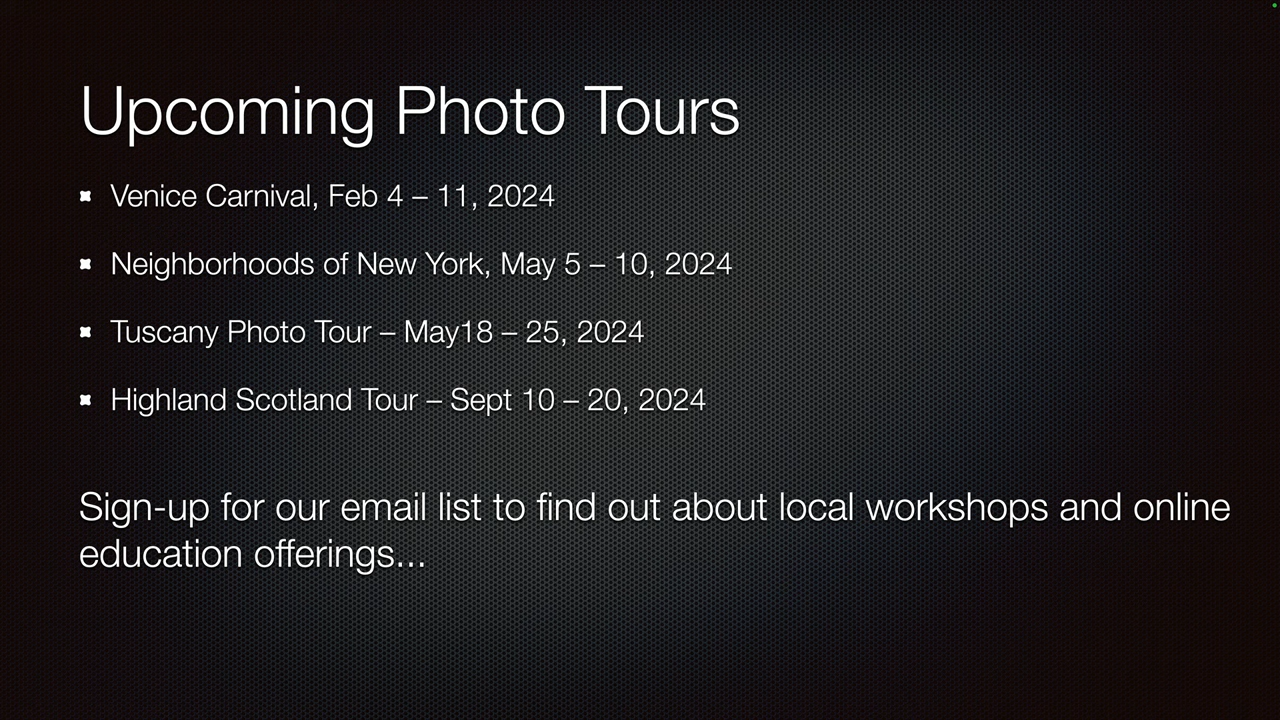 Upcoming Photo Tours
Venice Carnival, Feb 4 – 11, 2024
Neighborhoods of New York, May 5 – 10, 2024
Tuscany Photo Tour – May18 – 25, 2024
Highland Scotland Tour – Sept 10 – 20, 2024
Sign-up for our email list to find out about local workshops and online
education offerings...